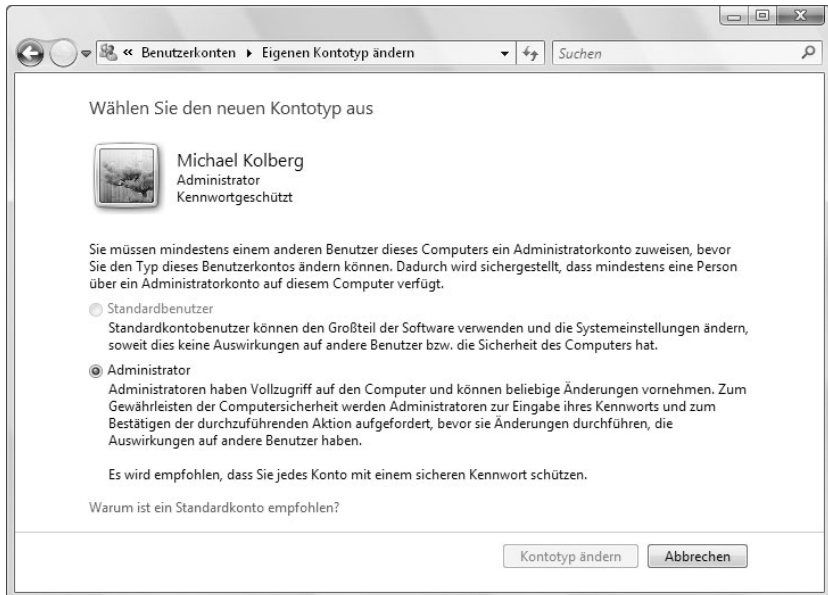 « Benutzerkonten ▸ Eigenen Kontotyp ändern
Suchen
Wählen Sie den neuen Kontotyp aus
Michael Kolberg
Administrator
Kennwortgeschützt
Sie müssen mindestens einem anderen Benutzer dieses Computers ein Administratorkonto zuweisen, bevor
Sie den Typ dieses Benutzerkontos ändern können. Dadurch wird sichergestellt, dass mindestens eine Person
über ein Administratorkonto auf diesem Computer verfügt.
Standardbenutzer
Standardkontobenutzer können den Großteil der Software verwenden und die Systemeinstellungen ändern,
soweit dies keine Auswirkungen auf andere Benutzer bzw. die Sicherheit des Computers hat.
Administrator
Administratoren haben Vollzugriff auf den Computer und können beliebige Änderungen vornehmen. Zum
Gewährleisten der Computersicherheit werden Administratoren zur Eingabe ihres Kennworts und zum
Bestätigen der durchzuführenden Aktion aufgefordert, bevor sie Änderungen durchführen, die
Auswirkungen auf andere Benutzer haben.
Es wird empfohlen, dass Sie jedes Konto mit einem sicheren Kennwort schützen.
Warum ist ein Standardkonto empfohlen?
Kontotyp ändern
Abbrechen